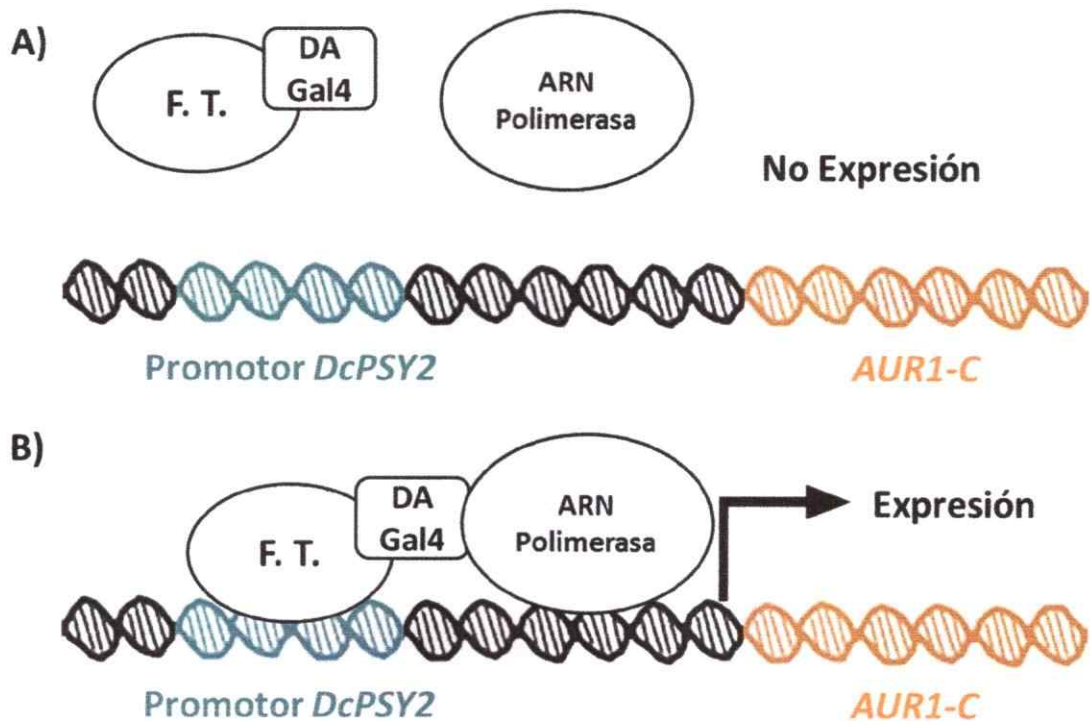 A)
F. T.
DA
Gal4
ARN
Polimerasa
No Expresión
Promotor DcPSY2
AUR1-C
B)
F. T.
DA
Gal4
ARN
Polimerasa
Expresión
Promotor DcPSY2
AUR1-C